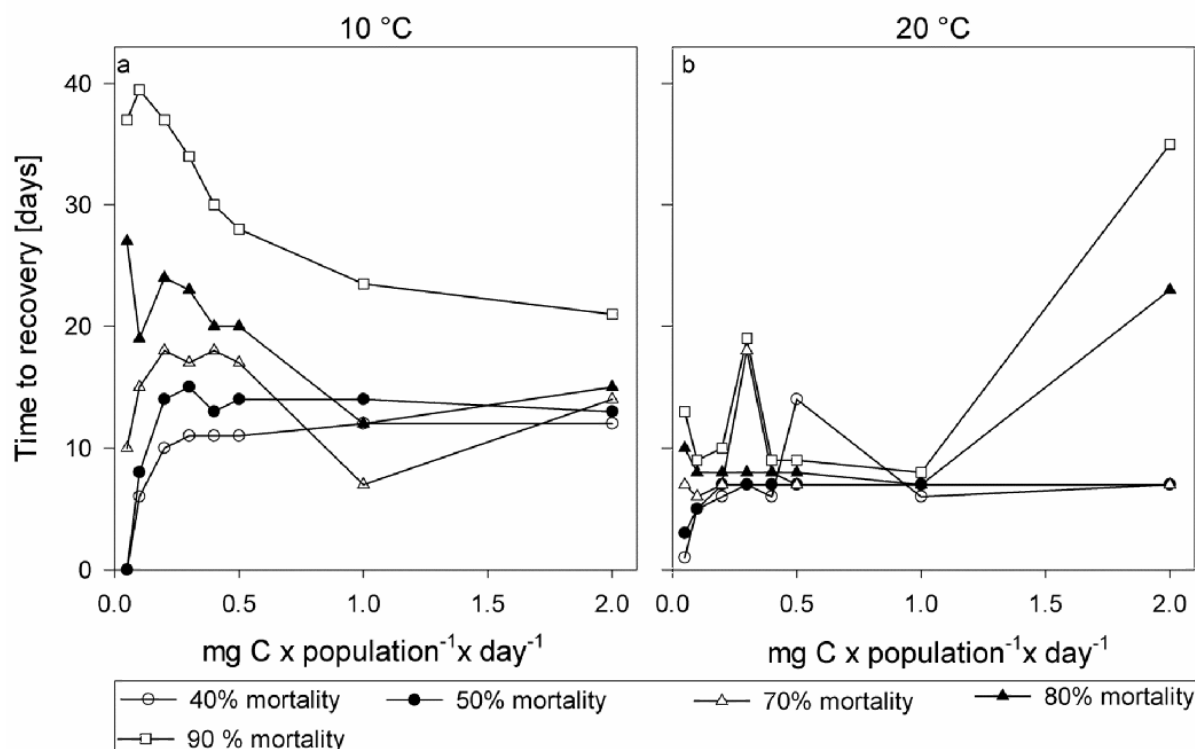 10 °C 20 °C
a b
40
30
20
10
0
Time to recovery [days]
0.0 0.5 1.0 1.5 2.0 0.0 0.5 1.0 1.5 2.0
mg C x population⁻¹x day⁻¹ mg C x population⁻¹x day⁻¹
40% mortality 50% mortality 70% mortality 80% mortality
90 % mortality